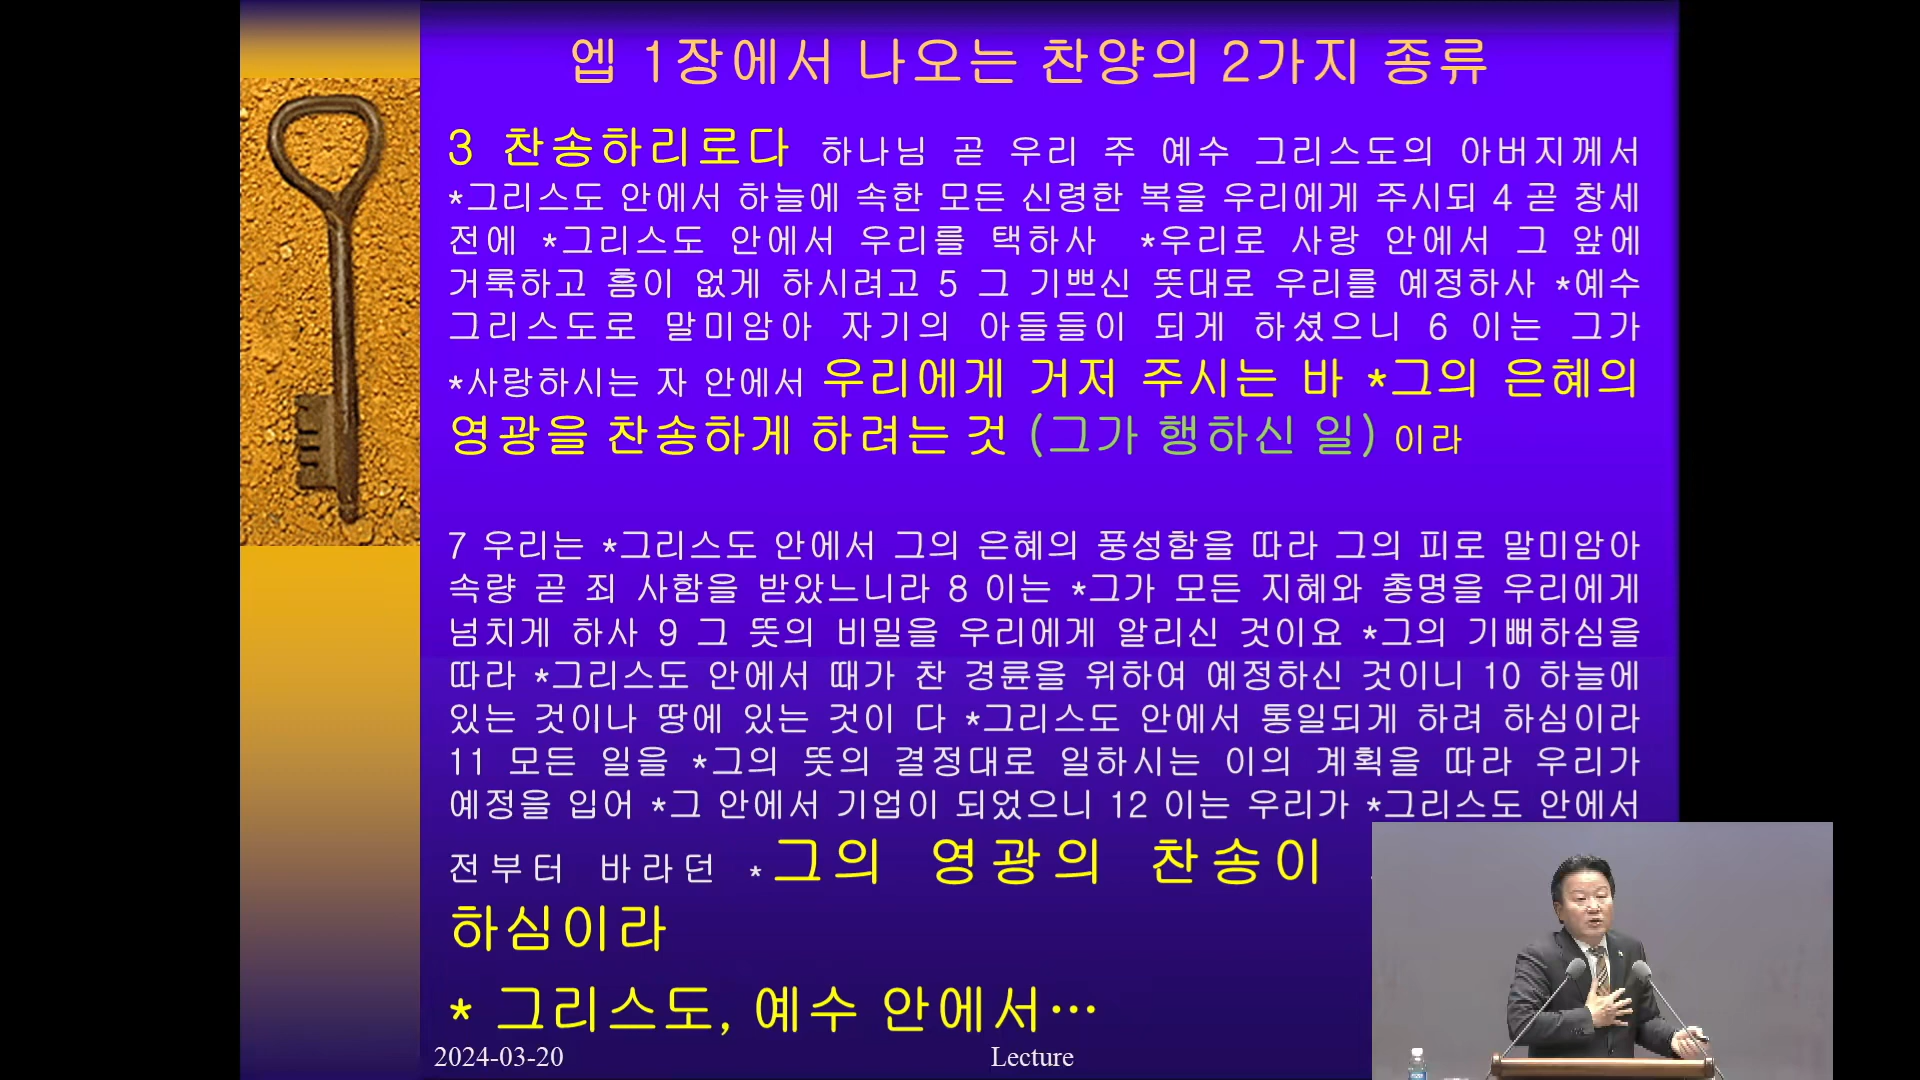 엡 1장에서 나오는 찬양의 2가지 종류
3 찬송하리로다 하나님 곧 우리 주 예수 그리스도의 아버지께서
*그리스도 안에서 하늘에 속한 모든 신령한 복을 우리에게 주시되 4 곧 창세
전에 *그리스도 안에서 우리를 택하사 *우리로 사랑 안에서 그 앞에
거룩하고 흠이 없게 하시려고 5 그 기쁘신 뜻대로 우리를 예정하사 *예수
그리스도로 말미암아 자기의 아들들이 되게 하셨으니 6 이는 그가
*사랑하시는 자 안에서 우리에게 거저 주시는 바 *그의 은혜의
영광을 찬송하게 하려는 것 (그가 행하신 일) 이라
7 우리는 *그리스도 안에서 그의 은혜의 풍성함을 따라 그의 피로 말미암아
속량 곧 죄 사함을 받았느니라 8 이는 *그가 모든 지혜와 총명을 우리에게
넘치게 하사 9 그 뜻의 비밀을 우리에게 알리신 것이요 *그의 기뻐하심을
따라 *그리스도 안에서 때가 찬 경륜을 위하여 예정하신 것이니 10 하늘에
있는 것이나 땅에 있는 것이 다 *그리스도 안에서 통일되게 하려 하심이라
11 모든 일을 *그의 뜻의 결정대로 일하시는 이의 계획을 따라 우리가
예정을 입어 *그 안에서 기업이 되었으니 12 이는 우리가 *그리스도 안에서
전부터 바라던 *그의 영광의 찬송이
하심이라
* 그리스도, 예수 안에서…
2024-03-20
Lecture